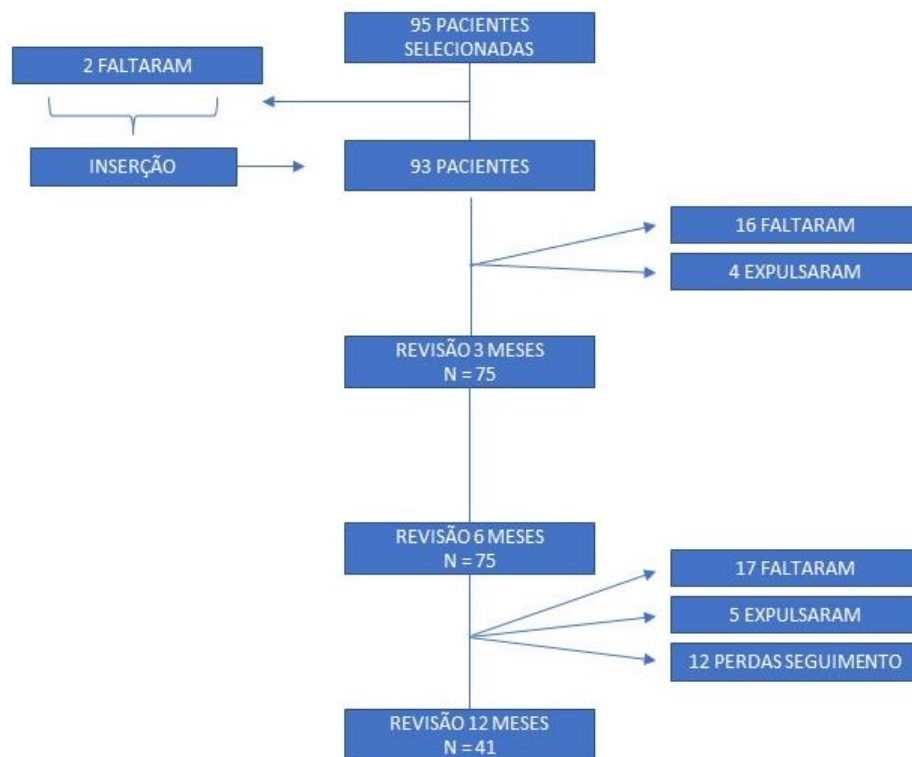 95 PACIENTES
SELECIONADAS
2 FALTARAM
INSERÇÃO
93 PACIENTES
16 FALTARAM
4 EXPULSARAM
REVISÃO 3 MESES
N = 75
REVISÃO 6 MESES
N = 75
17 FALTARAM
5 EXPULSARAM
12 PERDAS SEGUIMENTO
REVISÃO 12 MESES
N = 41